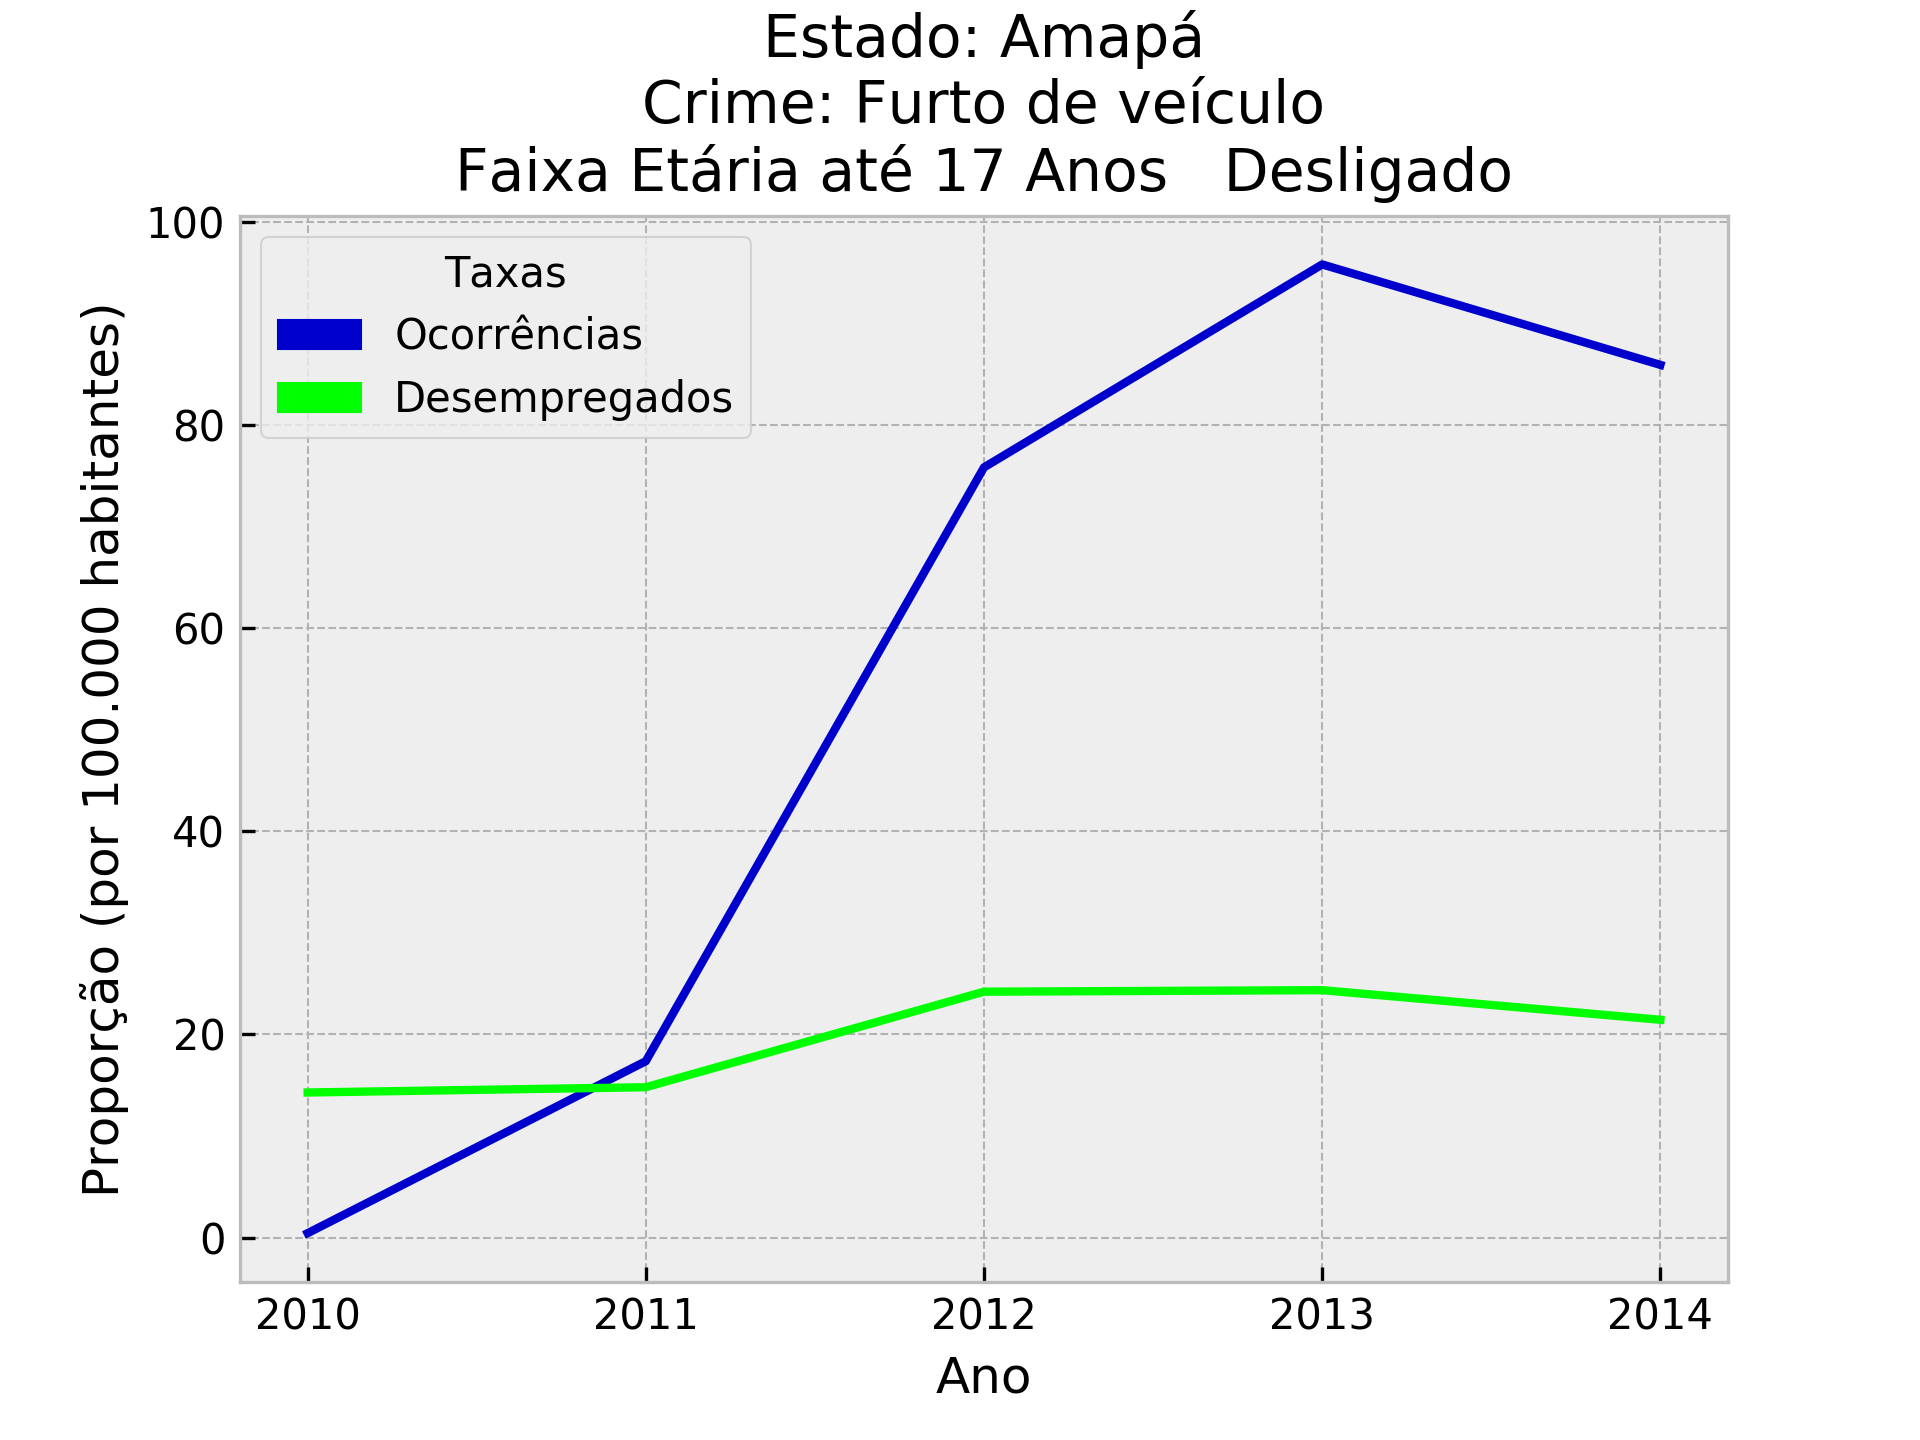 Estado: Amapá
Crime: Furto de veículo
Faixa Etária até 17 Anos   Desligado
Taxas
Ocorrências
Desempregados
Proporção (por 100.000 habitantes)
100
80
60
40
20
0
2010 2011 2012 2013 2014
Ano